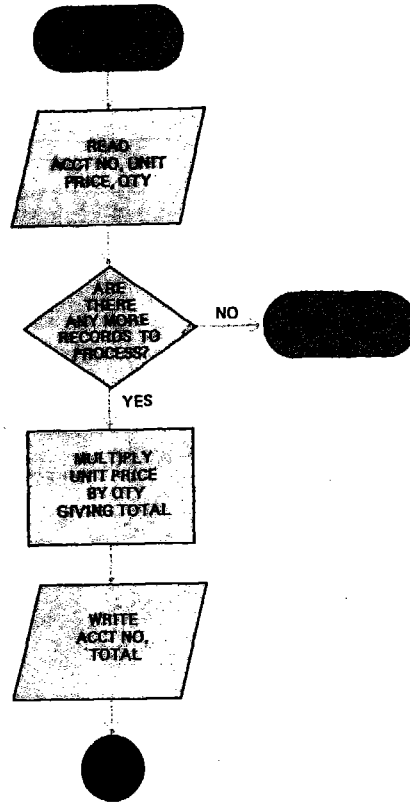 READ
ACCT NO, UNIT
PRICE, QTY
ARE
THERE
ANY MORE
RECORDS TO
PROCESS?
NO
YES
MULTIPLY
UNIT PRICE
BY QTY
GIVING TOTAL
WRITE
ACCT NO,
TOTAL